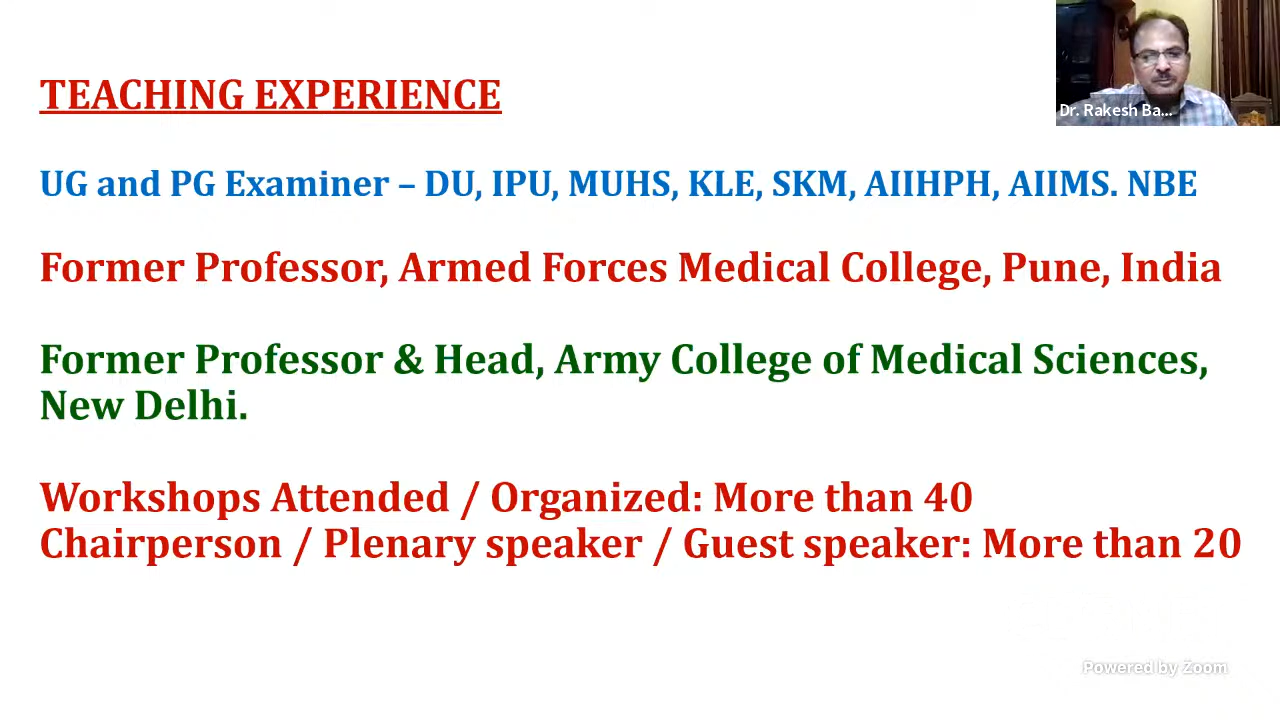 TEACHING EXPERIENCE
Dr. Rakesh Ba...
UG and PG Examiner – DU, IPU, MUHS, KLE, SKM, AIIHPH, AIIMS. NBE
Former Professor, Armed Forces Medical College, Pune, India
Former Professor & Head, Army College of Medical Sciences,
New Delhi.
Workshops Attended / Organized: More than 40
Chairperson / Plenary speaker / Guest speaker: More than 20
Powered by Zoom